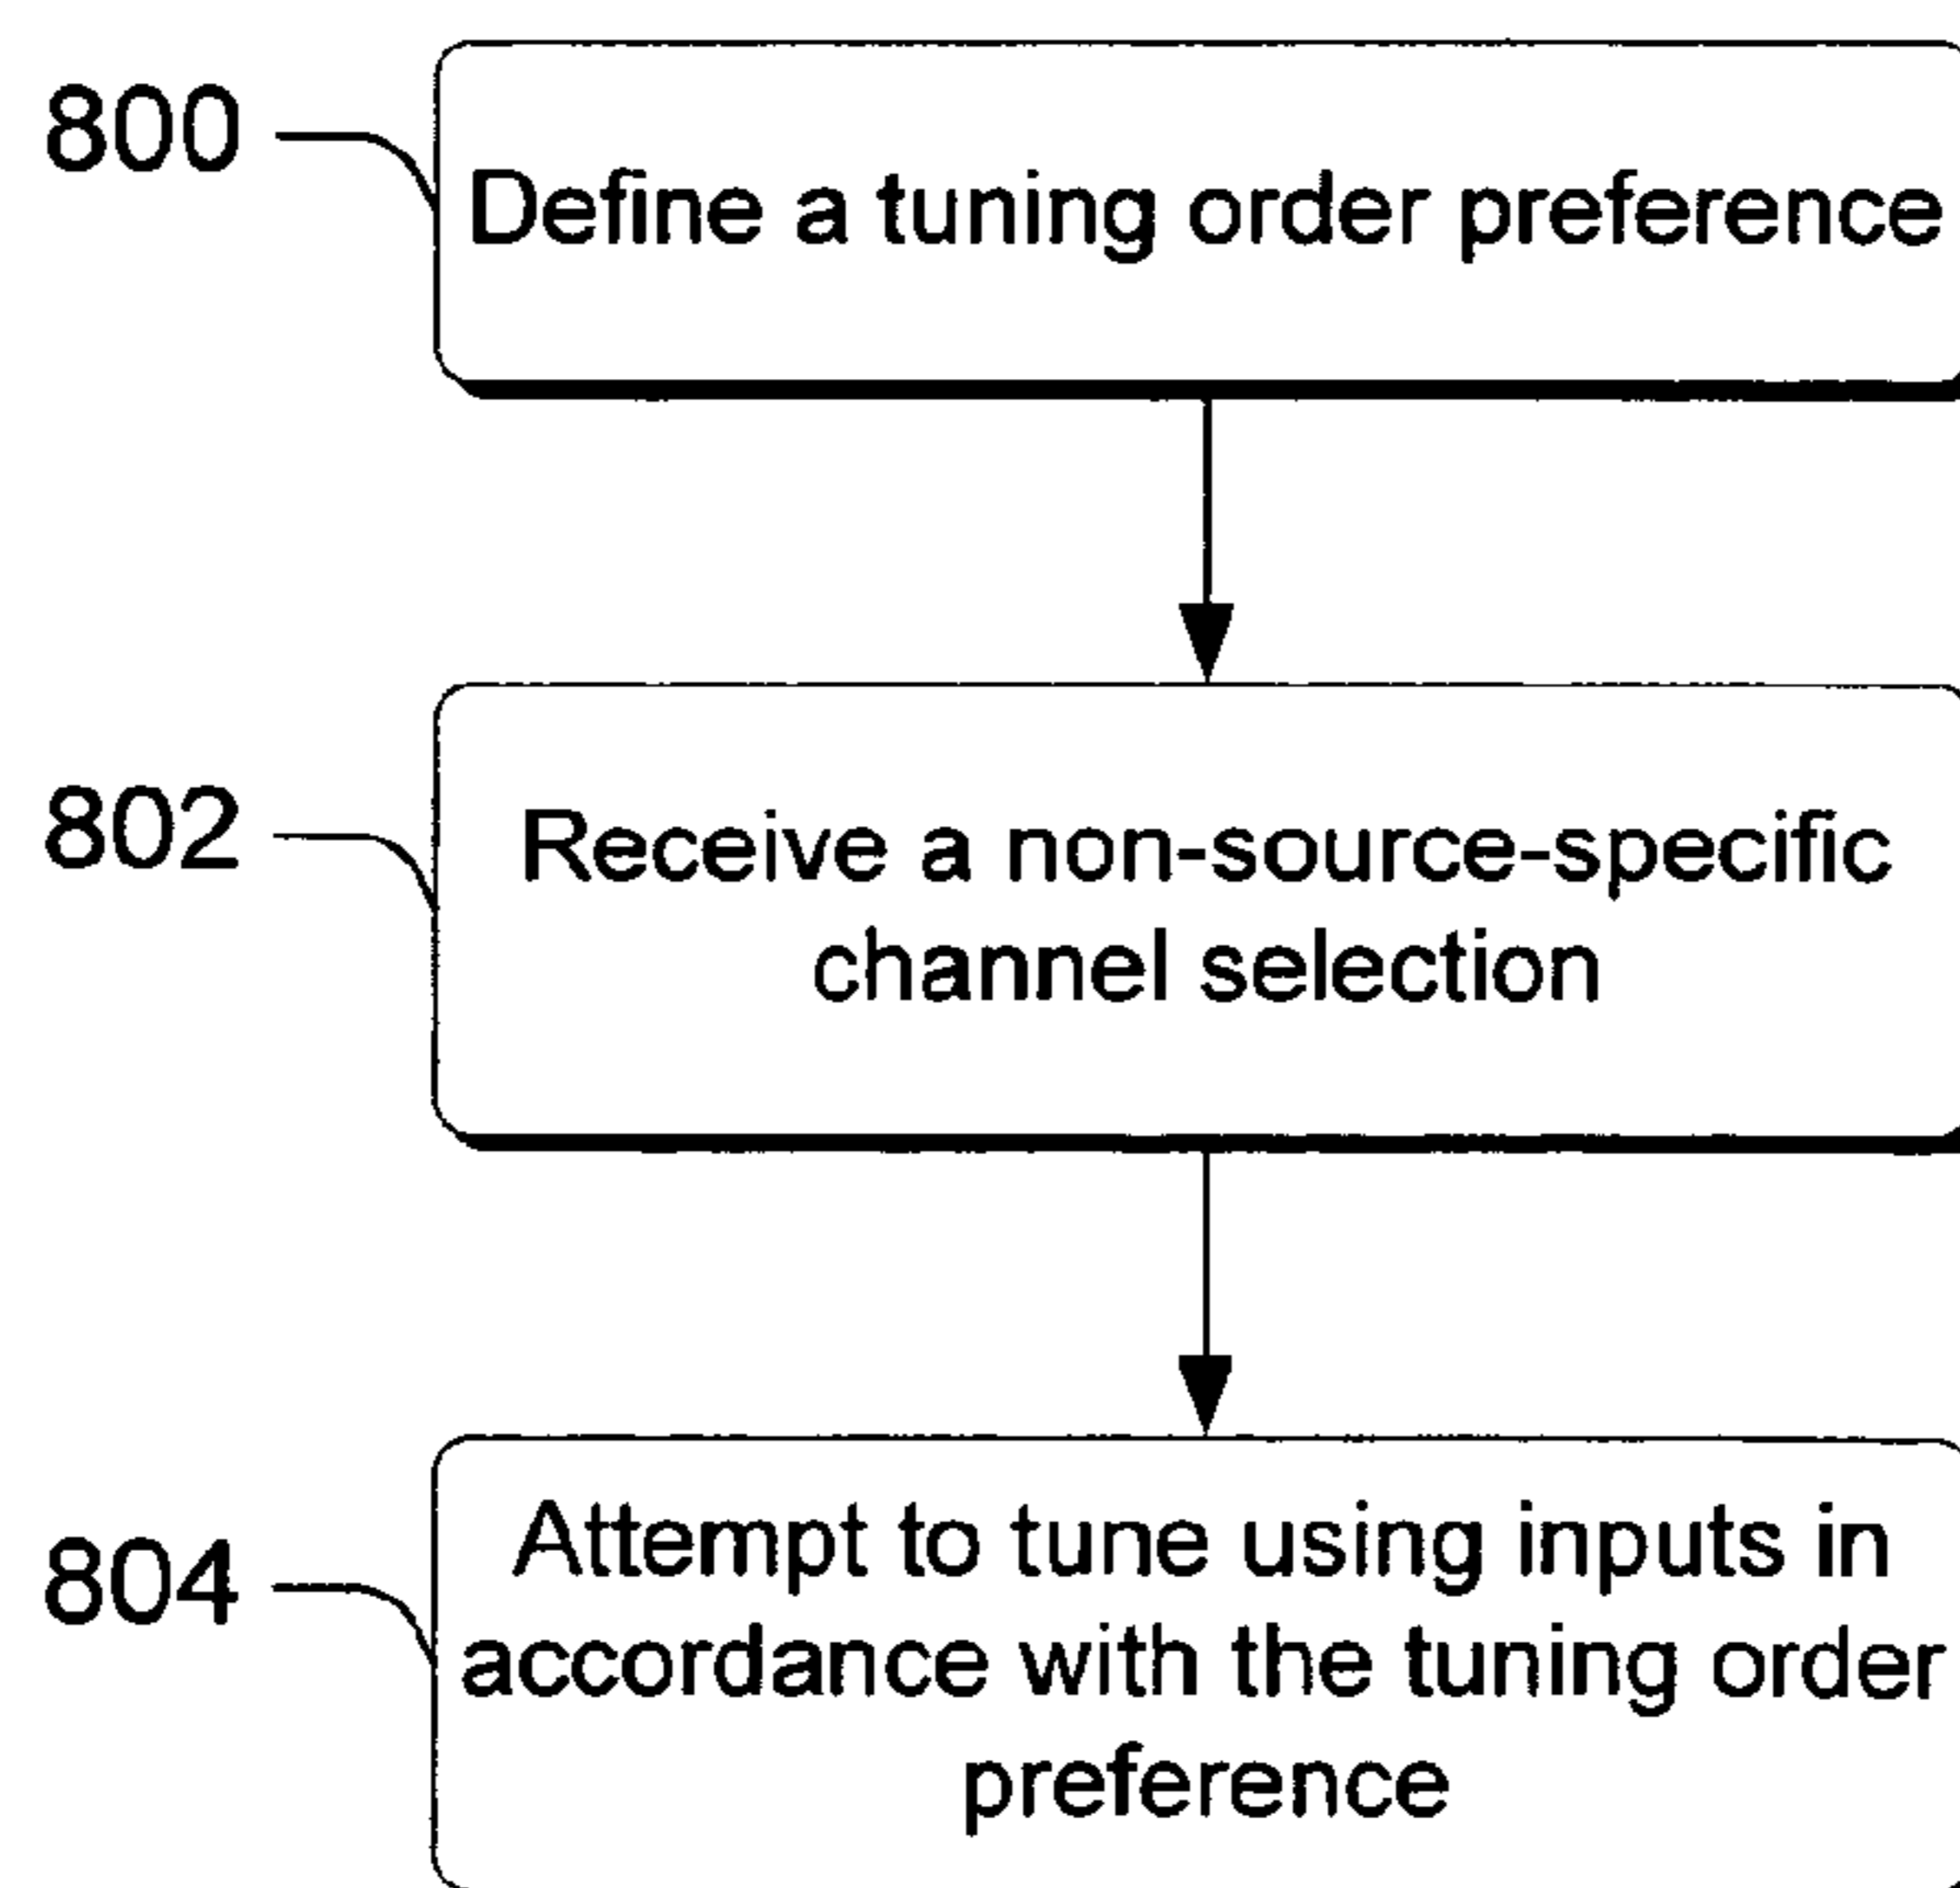 800
Define a tuning order preference
802
Receive a non-source-specific
channel selection
804
Attempt to tune using inputs in
accordance with the tuning order
preference